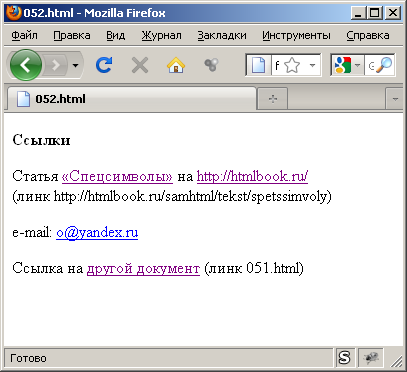 052.html - Mozilla Firefox
Файл Правка Вид Журнал Закладки Инструменты Справка
052.html
Ссылки
Статья «Спецсимволы» на http://htmlbook.ru/
(линк http://htmlbook.ru/samhtml/tekst/spetssimvoly)
e-mail: o@yandex.ru
Ссылка на другой документ (линк 051.html)
Готово